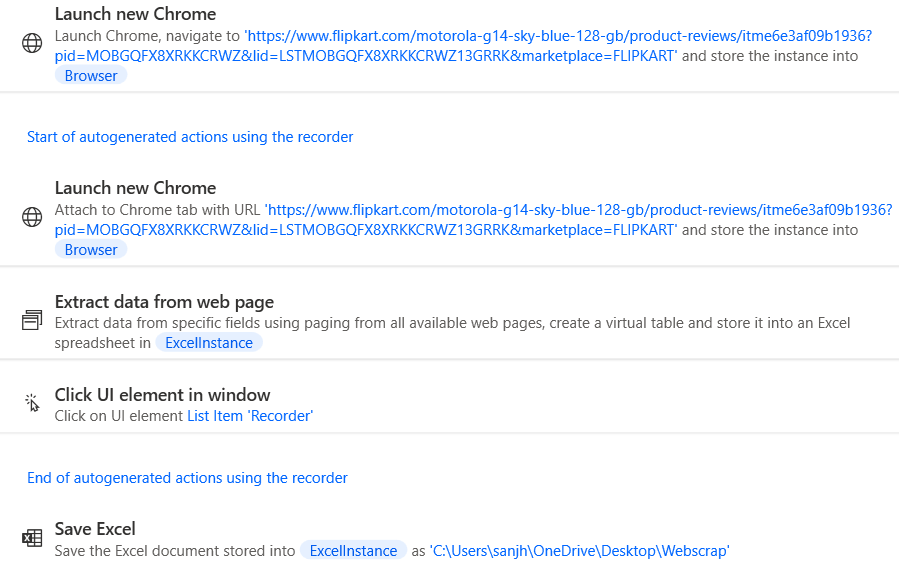 Launch new Chrome
Launch Chrome, navigate to 'https://www.flipkart.com/motorola-g14-sky-blue-128-gb/product-reviews/itme6e3af09b1936?
pid=MOBGQFX8XRKKCRWZ&lid=LSTMOBGQFX8XRKKCRWZ13GRRK&marketplace=FLIPKART' and store the instance into
Browser
Start of autogenerated actions using the recorder
Launch new Chrome
Attach to Chrome tab with URL 'https://www.flipkart.com/motorola-g14-sky-blue-128-gb/product-reviews/itme6e3af09b1936?
pid=MOBGQFX8XRKKCRWZ&lid=LSTMOBGQFX8XRKKCRWZ13GRRK&marketplace=FLIPKART' and store the instance into
Browser
Extract data from web page
Extract data from specific fields using paging from all available web pages, create a virtual table and store it into an Excel
spreadsheet in ExcelInstance
Click UI element in window
Click on UI element List Item 'Recorder'
End of autogenerated actions using the recorder
Save Excel
Save the Excel document stored into ExcelInstance as 'C:\Users\sanjh\OneDrive\Desktop\Webscrap'